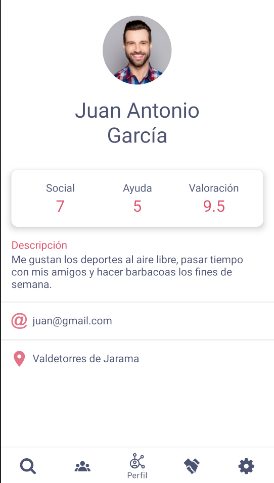 Juan Antonio
García
Social
Ayuda
Valoración
7
5
9.5
Descripción
Me gustan los deportes al aire libre, pasar tiempo
con mis amigos y hacer barbacoas los fines de
semana.
@ juan@gmail.com
Valdetorres de Jarama
Perfil